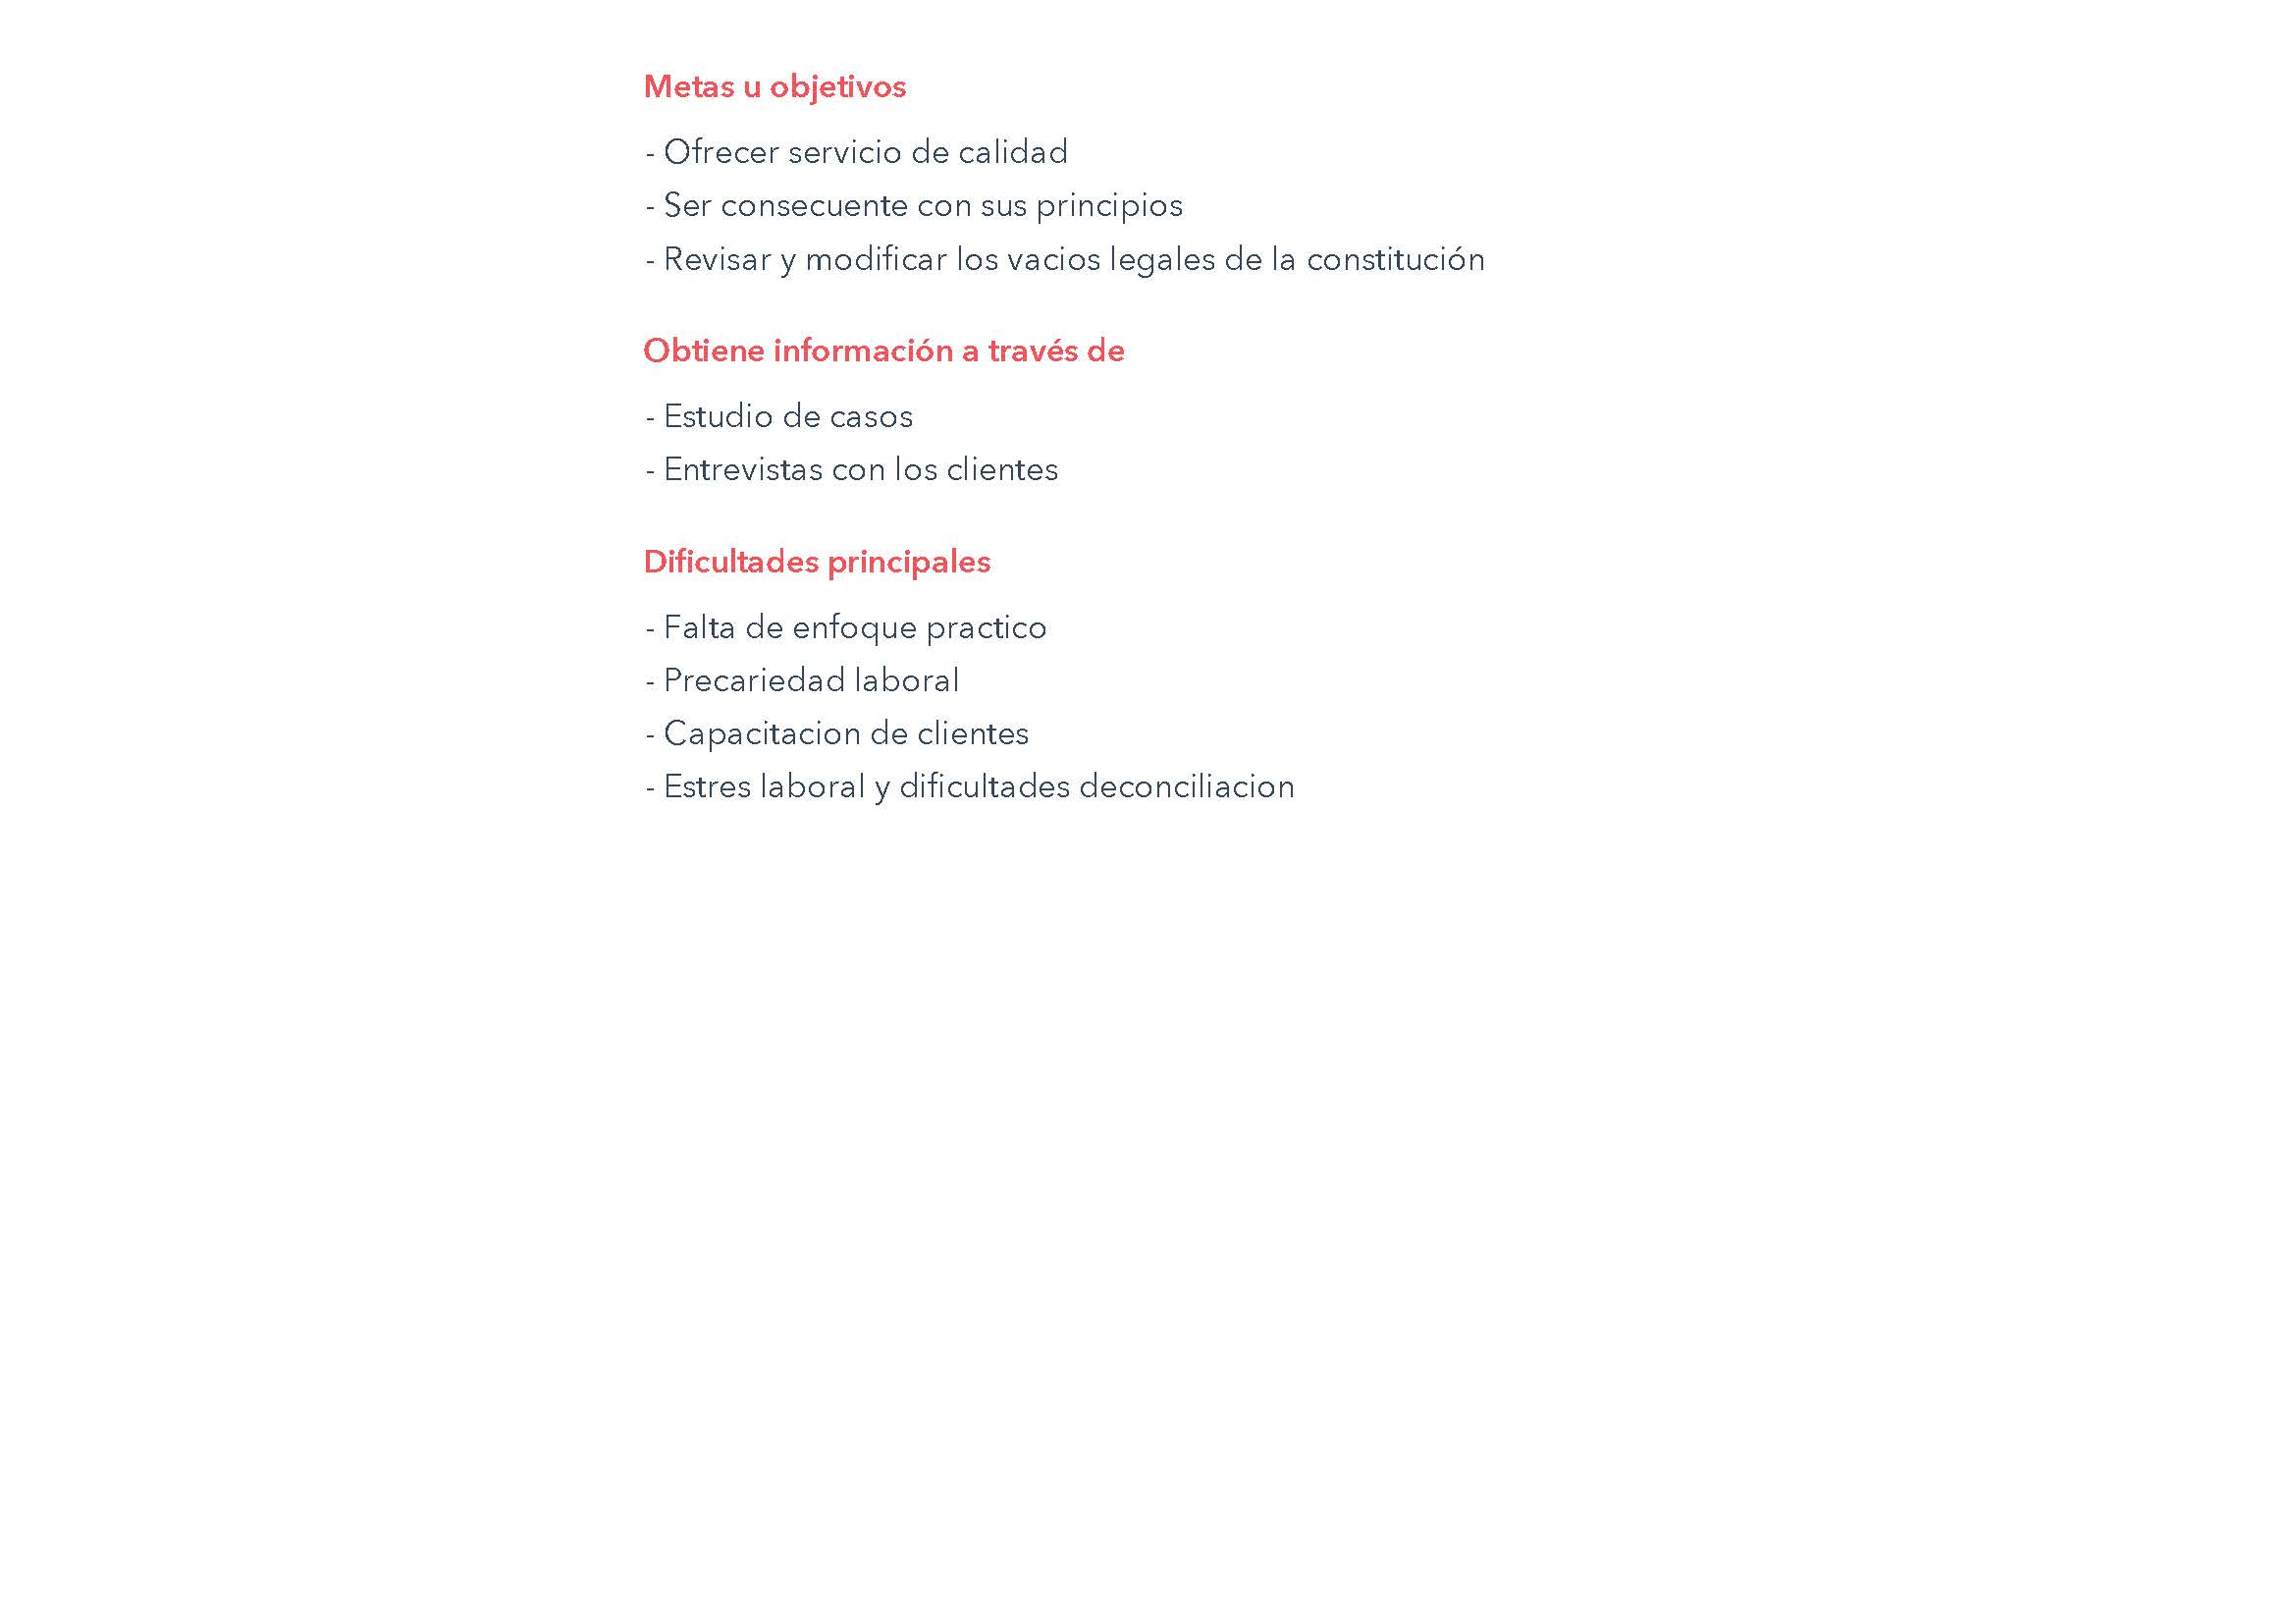 Metas u objetivos
- Ofrecer servicio de calidad
- Ser consecuente con sus principios
- Revisar y modificar los vacios legales de la constitución
Obtiene información a través de
- Estudio de casos
- Entrevistas con los clientes
Dificultades principales
- Falta de enfoque practico
- Precariedad laboral
- Capacitacion de clientes
- Estres laboral y dificultades deconciliacion